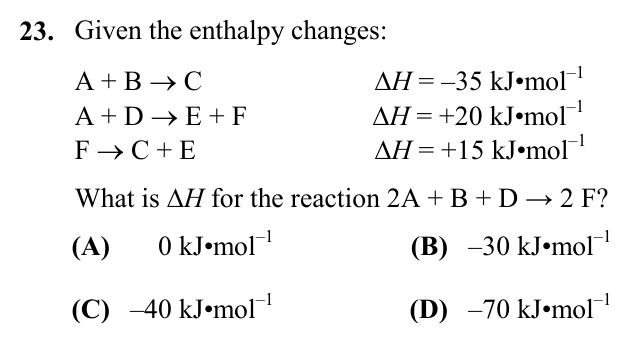 23. Given the enthalpy changes:
A + B → C ΔH = –35 kJ•mol⁻¹
A + D → E + F ΔH = +20 kJ•mol⁻¹
F → C + E ΔH = +15 kJ•mol⁻¹
What is ΔH for the reaction 2A + B + D → 2 F?
(A) 0 kJ•mol⁻¹ (B) –30 kJ•mol⁻¹
(C) –40 kJ•mol⁻¹ (D) –70 kJ•mol⁻¹